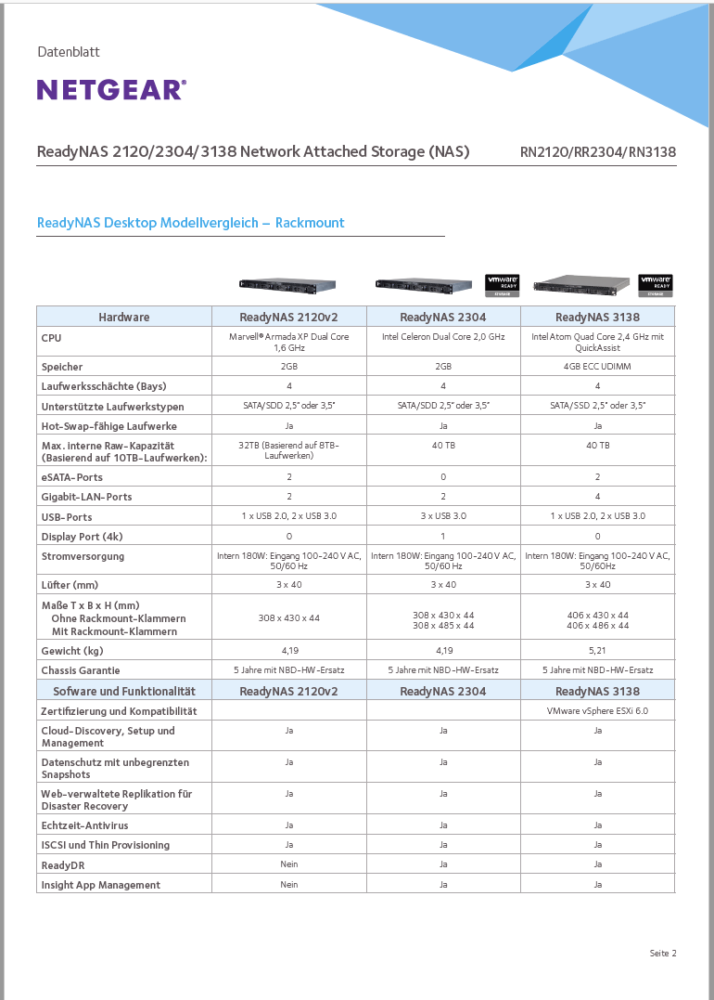 Datenblatt
NETGEAR®
ReadyNAS 2120/2304/3138 Network Attached Storage (NAS) RN2120/RR2304/RN3138
ReadyNAS Desktop Modellvergleich – Rackmount
vmware
READY
STORAGE
vmware
READY
STORAGE
Hardware ReadyNAS 2120v2 ReadyNAS 2304 ReadyNAS 3138
CPU Marvell® Armada XP Dual Core Intel Celeron Dual Core 2,0 GHz Intel Atom Quad Core 2,4 GHz mit
1,6 GHz QuickAssist
Speicher 2GB 2GB 4GB ECC UDIMM
Laufwerksschächte (Bays) 4 4 4
Unterstützte Laufwerkstypen SATA/SDD 2,5" oder 3,5" SATA/SDD 2,5" oder 3,5" SATA/SSD 2,5" oder 3,5"
Hot-Swap-fähige Laufwerke Ja Ja Ja
Max. interne Raw-Kapazität 32TB (Basierend auf 8TB- 40 TB 40 TB
(Basierend auf 10TB-Laufwerken): Laufwerken)
eSATA-Ports 2 0 2
Gigabit-LAN-Ports 2 2 4
USB-Ports 1 x USB 2.0, 2 x USB 3.0 3 x USB 3.0 1 x USB 2.0, 2 x USB 3.0
Display Port (4k) 0 1 0
Stromversorgung Intern 180W: Eingang 100-240 V AC, Intern 180W: Eingang 100-240 V AC, Intern 180W: Eingang 100-240 V AC,
50/60 Hz 50/60 Hz 50/60Hz
Lüfter (mm) 3 x 40 3 x 40 3 x 40
Maße T x B x H (mm)
Ohne Rackmount-Klammern 308 x 430 x 44 308 x 430 x 44 406 x 430 x 44
Mit Rackmount-Klammern 308 x 485 x 44 406 x 486 x 44
Gewicht (kg) 4,19 4,19 5,21
Chassis Garantie 5 Jahre mit NBD-HW-Ersatz 5 Jahre mit NBD-HW-Ersatz 5 Jahre mit NBD-HW-Ersatz
Sofware und Funktionalität ReadyNAS 2120v2 ReadyNAS 2304 ReadyNAS 3138
Zertifizierung und Kompatibilität VMware vSphere ESXi 6.0
Cloud-Discovery, Setup und Ja Ja Ja
Management
Datenschutz mit unbegrenzten Ja Ja Ja
Snapshots
Web-verwaltete Replikation für Ja Ja Ja
Disaster Recovery
Echtzeit-Antivirus Ja Ja Ja
ISCSI und Thin Provisioning Ja Ja Ja
ReadyDR Nein Ja Ja
Insight App Management Nein Ja Ja
Seite 2